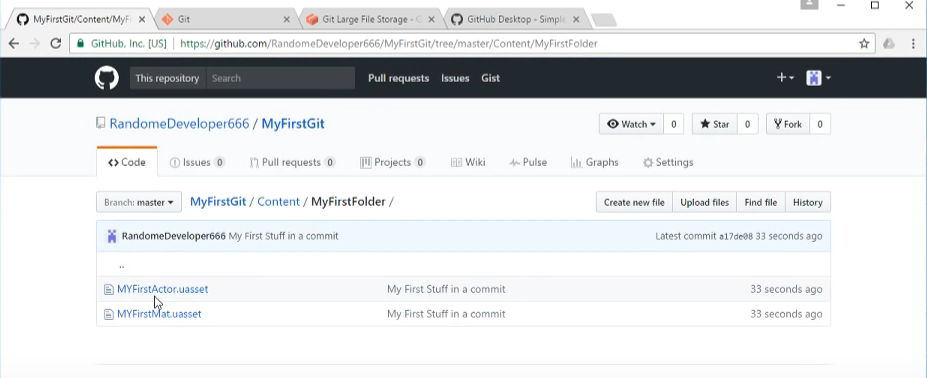 MyFirstGit/Content/MyFi
Git
Git Large File Storage - G
GitHub Desktop - Simple
GitHub, Inc. [US] https://github.com/RandomeDeveloper666/MyFirstGit/tree/master/Content/MyFirstFolder
This repository Search Pull requests Issues Gist
RandomeDeveloper666 / MyFirstGit
Watch 0 Star 0 Fork 0
Code Issues 0 Pull requests 0 Projects 0 Wiki Pulse Graphs Settings
Branch: master MyFirstGit / Content / MyFirstFolder /
Create new file Upload files Find file History
RandomeDeveloper666 My First Stuff in a commit Latest commit a17de08 33 seconds ago
..
MYFirstActor.uasset My First Stuff in a commit 33 seconds ago
MYFirstMat.uasset My First Stuff in a commit 33 seconds ago